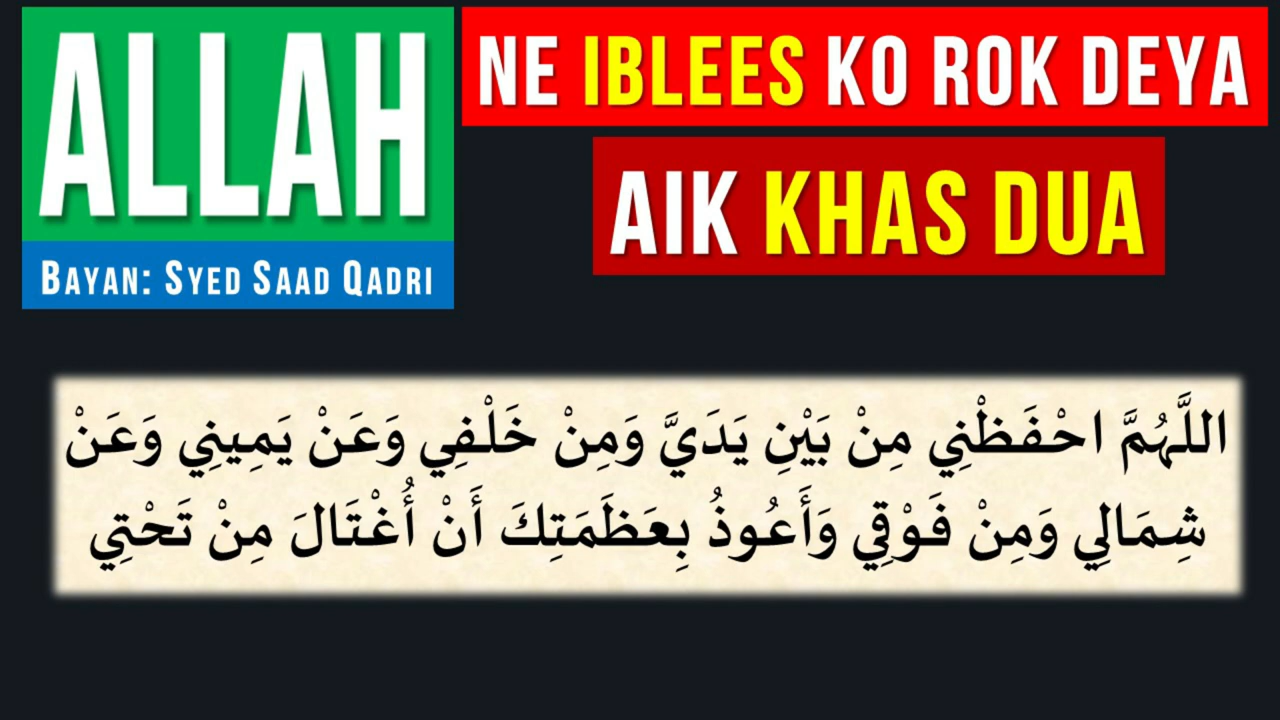 ALLAH
NE IBLEES KO ROK DEYA
AIK KHAS DUA
BAYAN: SYED SAAD QADRI
اللَّهُمَّ احْفَظْنِي مِنْ بَيْنِ يَدَيَّ وَمِنْ خَلْفِي وَعَنْ يَمِينِي وَعَنْ
شِمَالِي وَمِنْ فَوْقِي وَأَعُوذُ بِعَظَمَتِكَ أَنْ أُغْتَالَ مِنْ تَحْتِي